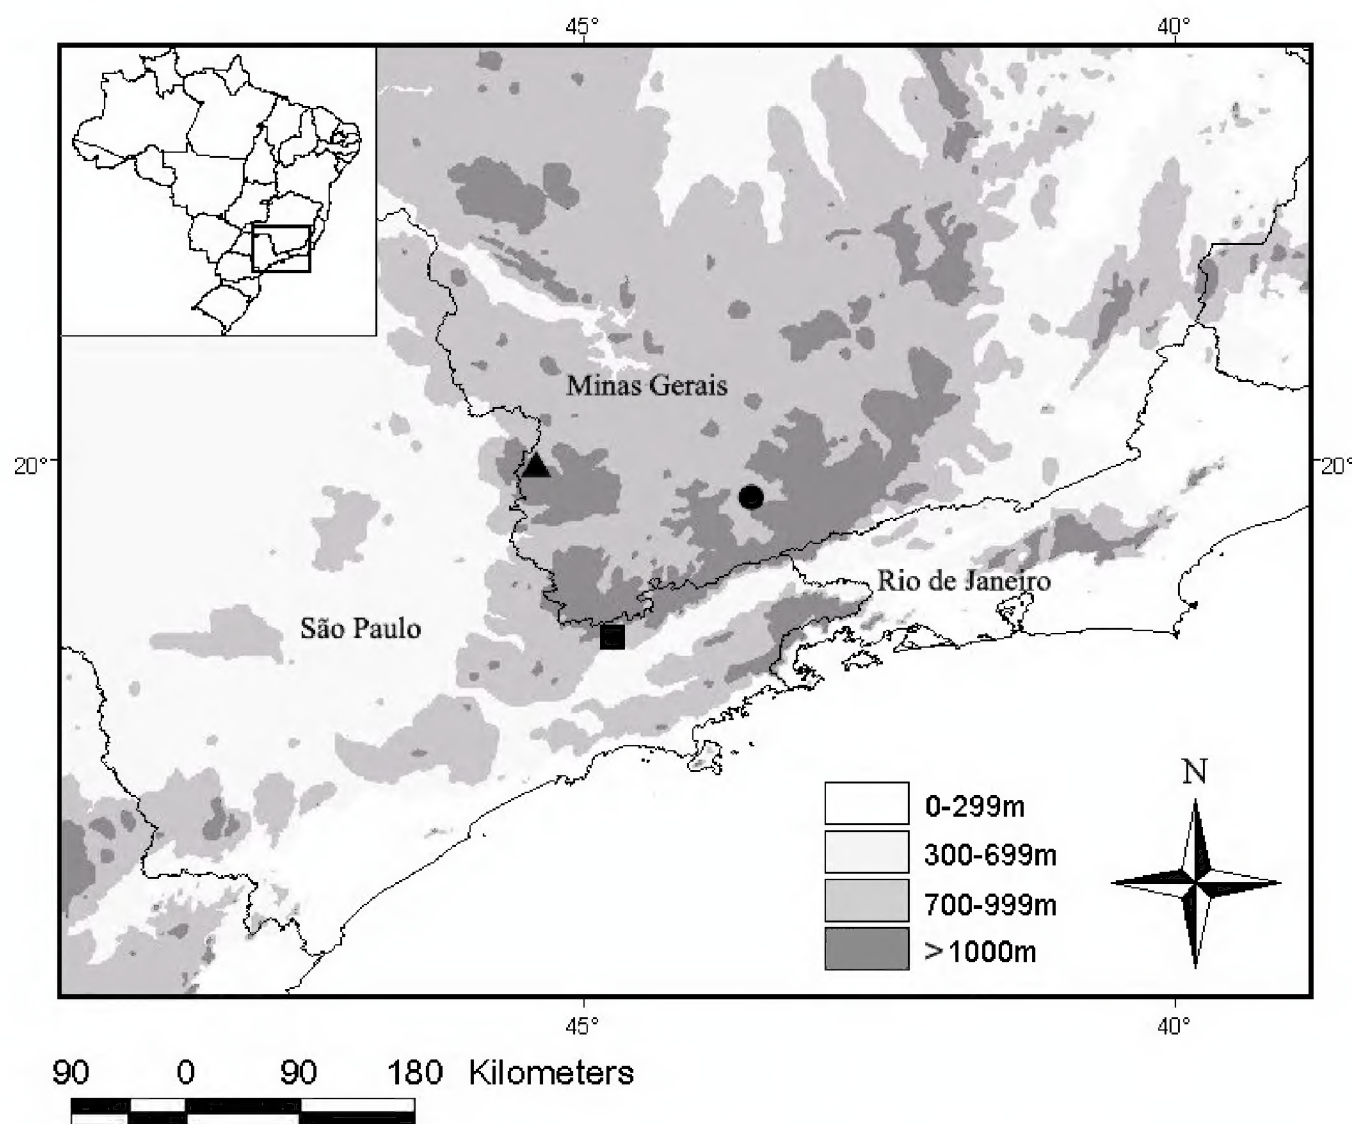 45° 40°
Minas Gerais
20° 20°
Rio de Janeiro
São Paulo
N
0-299m
300-699m
700-999m
>1000m
45° 40°
90 0 90 180 Kilometers